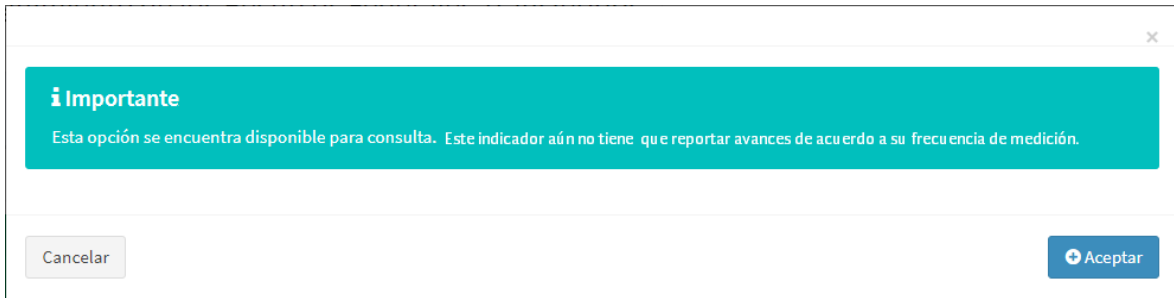 ×
Importante
Esta opción se encuentra disponible para consulta. Este indicador aún no tiene que reportar avances de acuerdo a su frecuencia de medición.
Cancelar
Aceptar